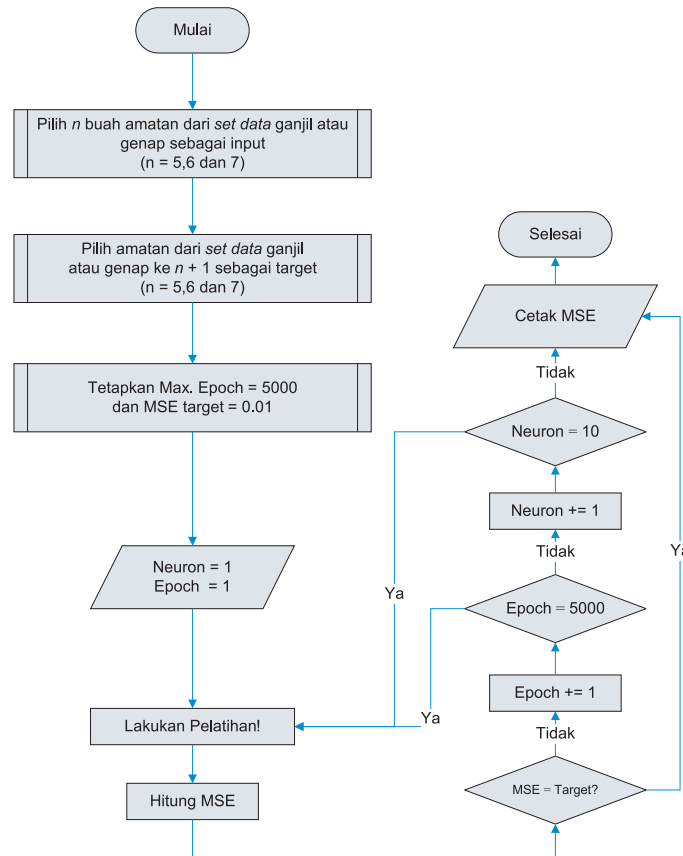 Mulai
Pilih n buah amatan dari set data ganjil atau
genap sebagai input
(n = 5,6 dan 7)
Pilih amatan dari set data ganjil
atau genap ke n + 1 sebagai target
(n = 5,6 dan 7)
Tetapkan Max. Epoch = 5000
dan MSE target = 0.01
Neuron = 1
Epoch = 1
Lakukan Pelatihan!
Hitung MSE
Selesai
Cetak MSE
Tidak
Neuron = 10
Ya
Neuron += 1
Tidak
Epoch = 5000
Ya
Epoch += 1
Tidak
MSE = Target?
Ya